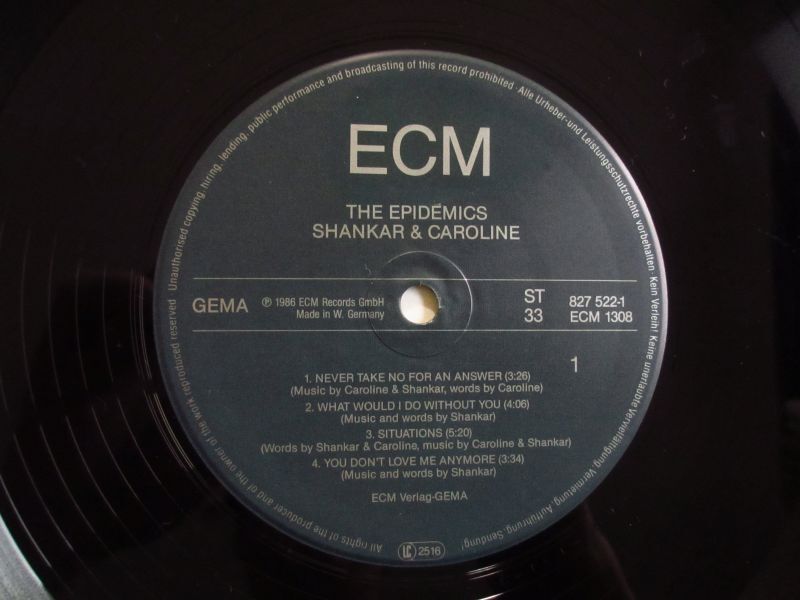 ECM
THE EPIDEMICS
SHANKAR & CAROLINE
GEMA
℗ 1986 ECM Records GmbH
Made in W. Germany
ST
33
827 522-1
ECM 1308
1
1. NEVER TAKE NO FOR AN ANSWER (3:26)
(Music by Caroline & Shankar, words by Caroline)
2. WHAT WOULD I DO WITHOUT YOU (4:06)
(Music and words by Shankar)
3. SITUATIONS (5:20)
(Words by Shankar & Caroline, music by Caroline & Shankar)
4. YOU DON'T LOVE ME ANYMORE (3:34)
(Music and words by Shankar)
ECM Verlag-GEMA
LC 2516
All rights of the producer and of the owner of the work reproduced reserved · Unauthorised copying, hiring, lending, public performance and broadcasting of this record prohibited · Alle Urheber-und Leistungsschutzrechte vorbehalten · Kein Verleih! Keine unerlaubte Vervielfältigung, Vermietung, Aufführung, Sendung!